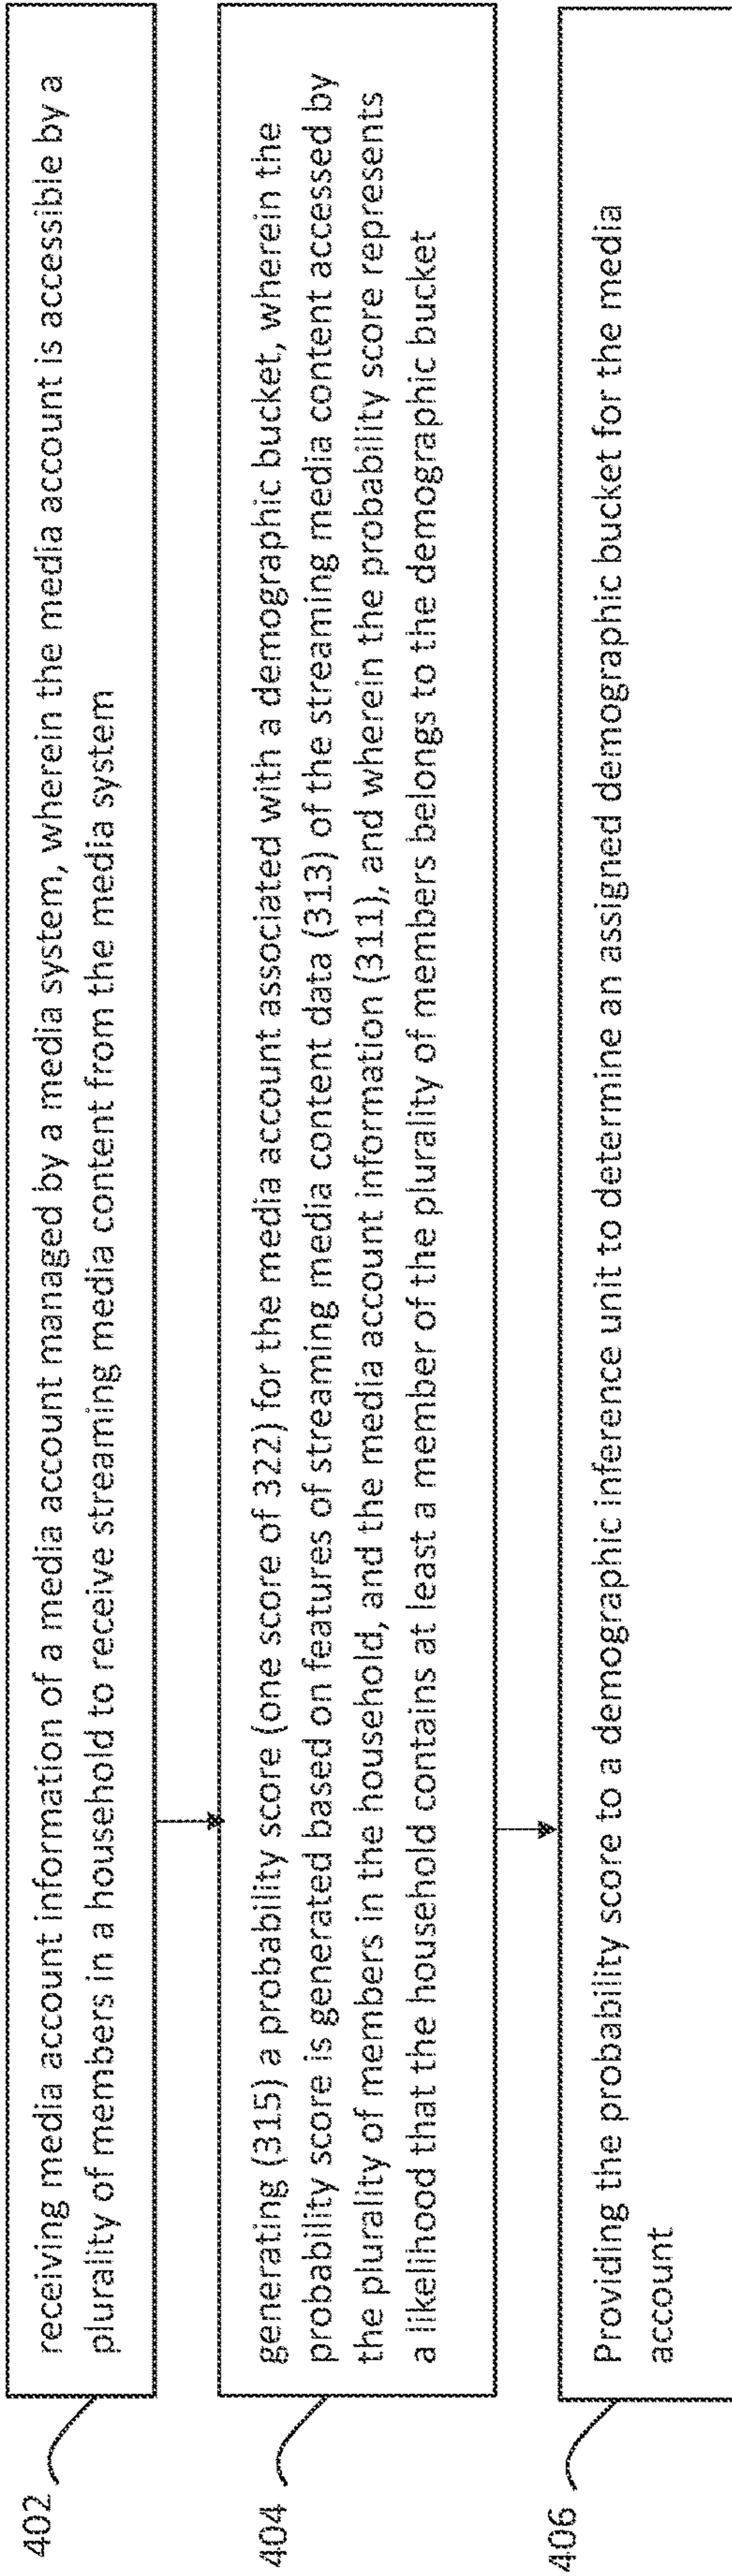 402
receiving media account information of a media account managed by a media system, wherein the media account is accessible by a
plurality of members in a household to receive streaming media content from the media system
404
generating (315) a probability score (one score of 322) for the media account associated with a demographic bucket, wherein the
probability score is generated based on features of streaming media content data (313) of the streaming media content accessed by
the plurality of members in the household, and the media account information (311), and wherein the probability score represents
a likelihood that the household contains at least a member of the plurality of members belongs to the demographic bucket
406
Providing the probability score to a demographic inference unit to determine an assigned demographic bucket for the media
account